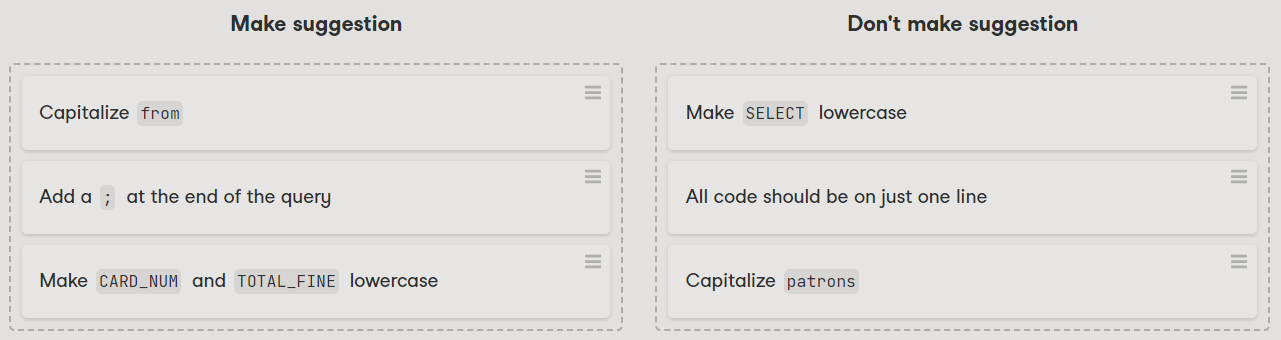 Make suggestion
Capitalize from
Add a ; at the end of the query
Make CARD_NUM and TOTAL_FINE lowercase
Don't make suggestion
Make SELECT lowercase
All code should be on just one line
Capitalize patrons